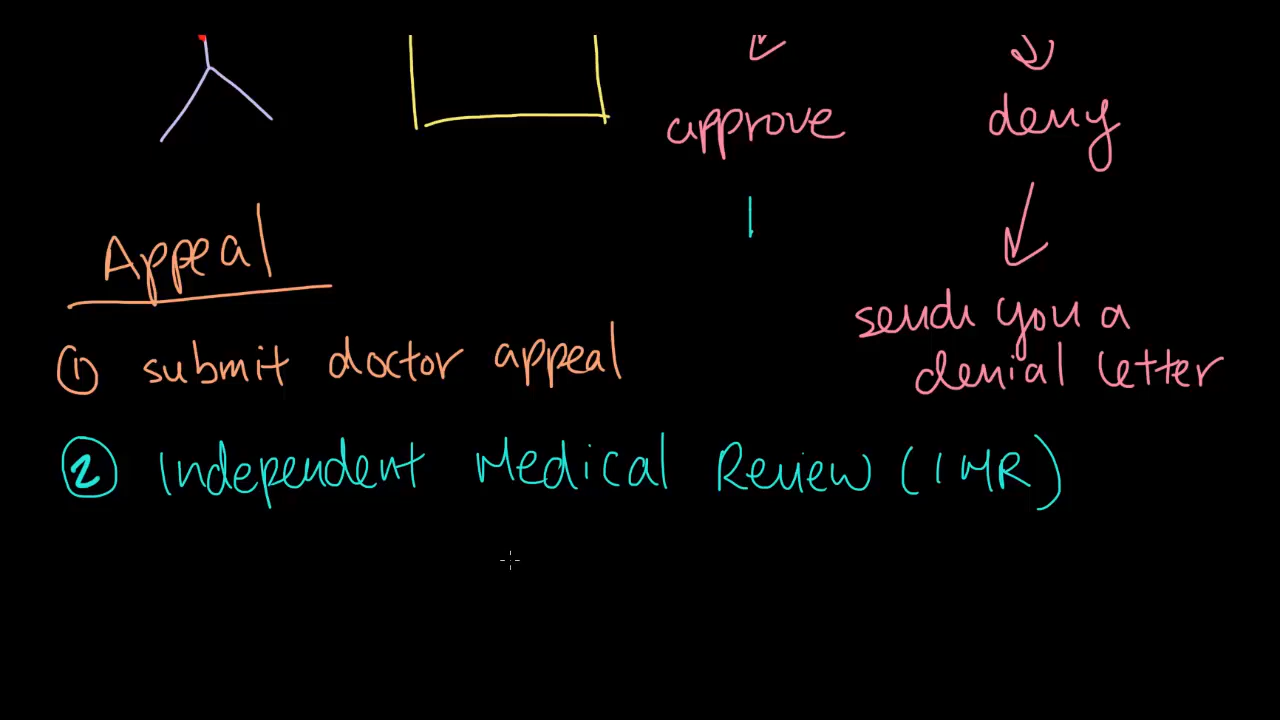 approve
deny
Appeal
sends you a
denial letter
① submit doctor appeal
② Independent Medical Review (IMR)